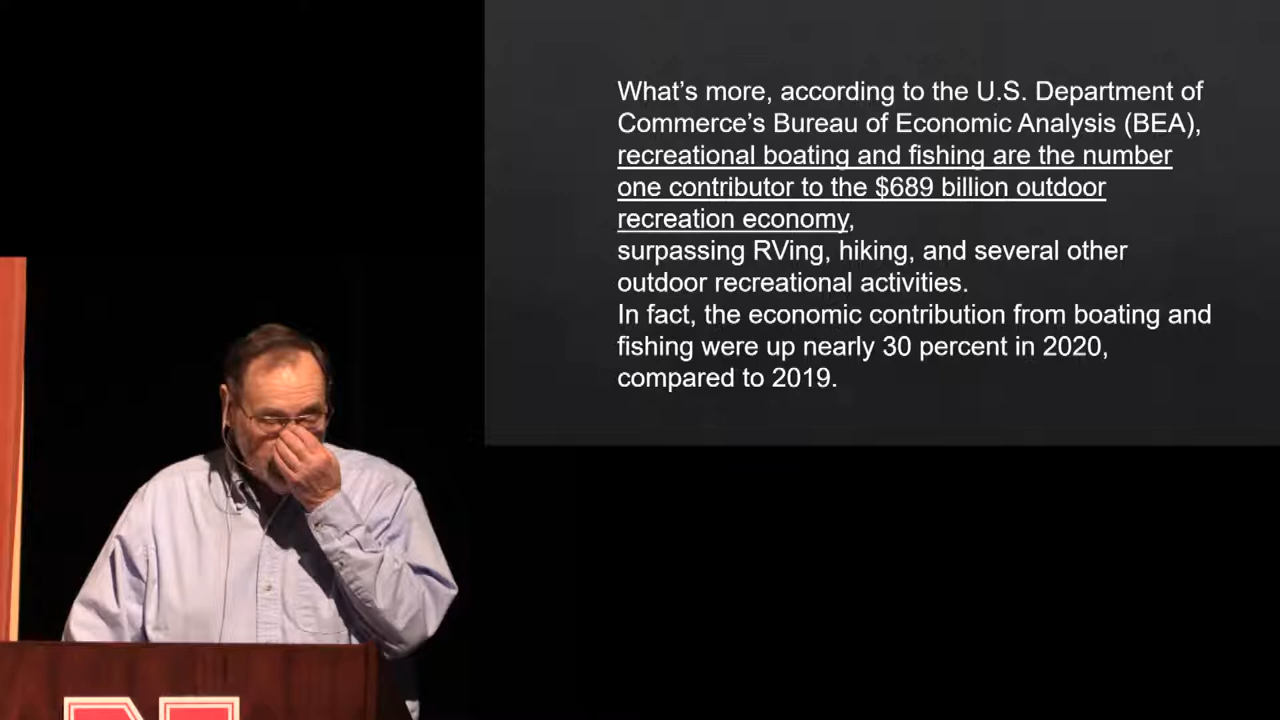 What's more, according to the U.S. Department of
Commerce's Bureau of Economic Analysis (BEA),
recreational boating and fishing are the number
one contributor to the $689 billion outdoor
recreation economy,
surpassing RVing, hiking, and several other
outdoor recreational activities.
In fact, the economic contribution from boating and
fishing were up nearly 30 percent in 2020,
compared to 2019.
N